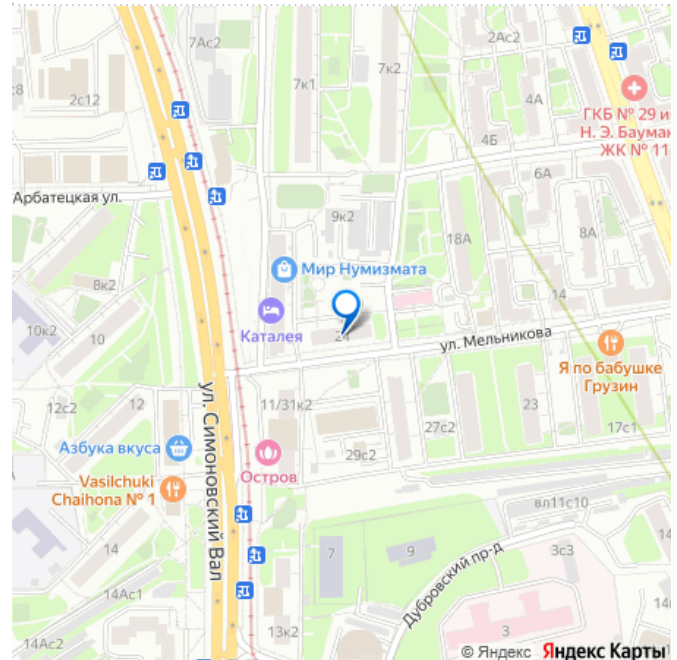 7Ас2
2Ас2
с8
2с12
7к1
7к2
4А
ГКБ № 29 и
Н. Э. Бауман
ЖК № 11
4Б
6А
Арбатецкая ул.
9к2
18А
8А
8к2
Мир Нумизмата
14
10к2
10
Каталея
24
ул. Мельникова
Я по бабушке
Грузин
ул. Симоновский Вал
12с2
12
11/31к2
27с2
23
17с1
Азбука вкуса
29с2
Остров
Vasilchuki
Chaihona № 1
вл11с10
14
7
9
Дубровский пр-д
3с3
14Ас1
13к2
3
14Ас2
© Яндекс Яндекс Карты